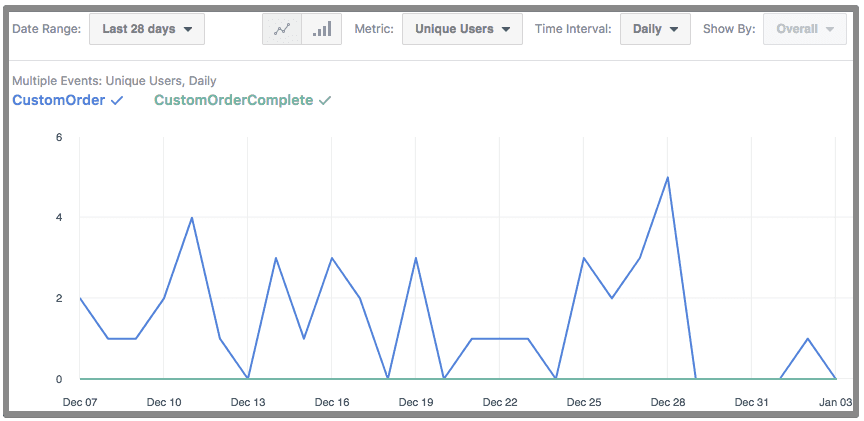 Date Range: Last 28 days Metric: Unique Users Time Interval: Daily Show By: Overall
Multiple Events: Unique Users, Daily
CustomOrder CustomOrderComplete
6
4
2
0
Dec 07 Dec 10 Dec 13 Dec 16 Dec 19 Dec 22 Dec 25 Dec 28 Dec 31 Jan 03